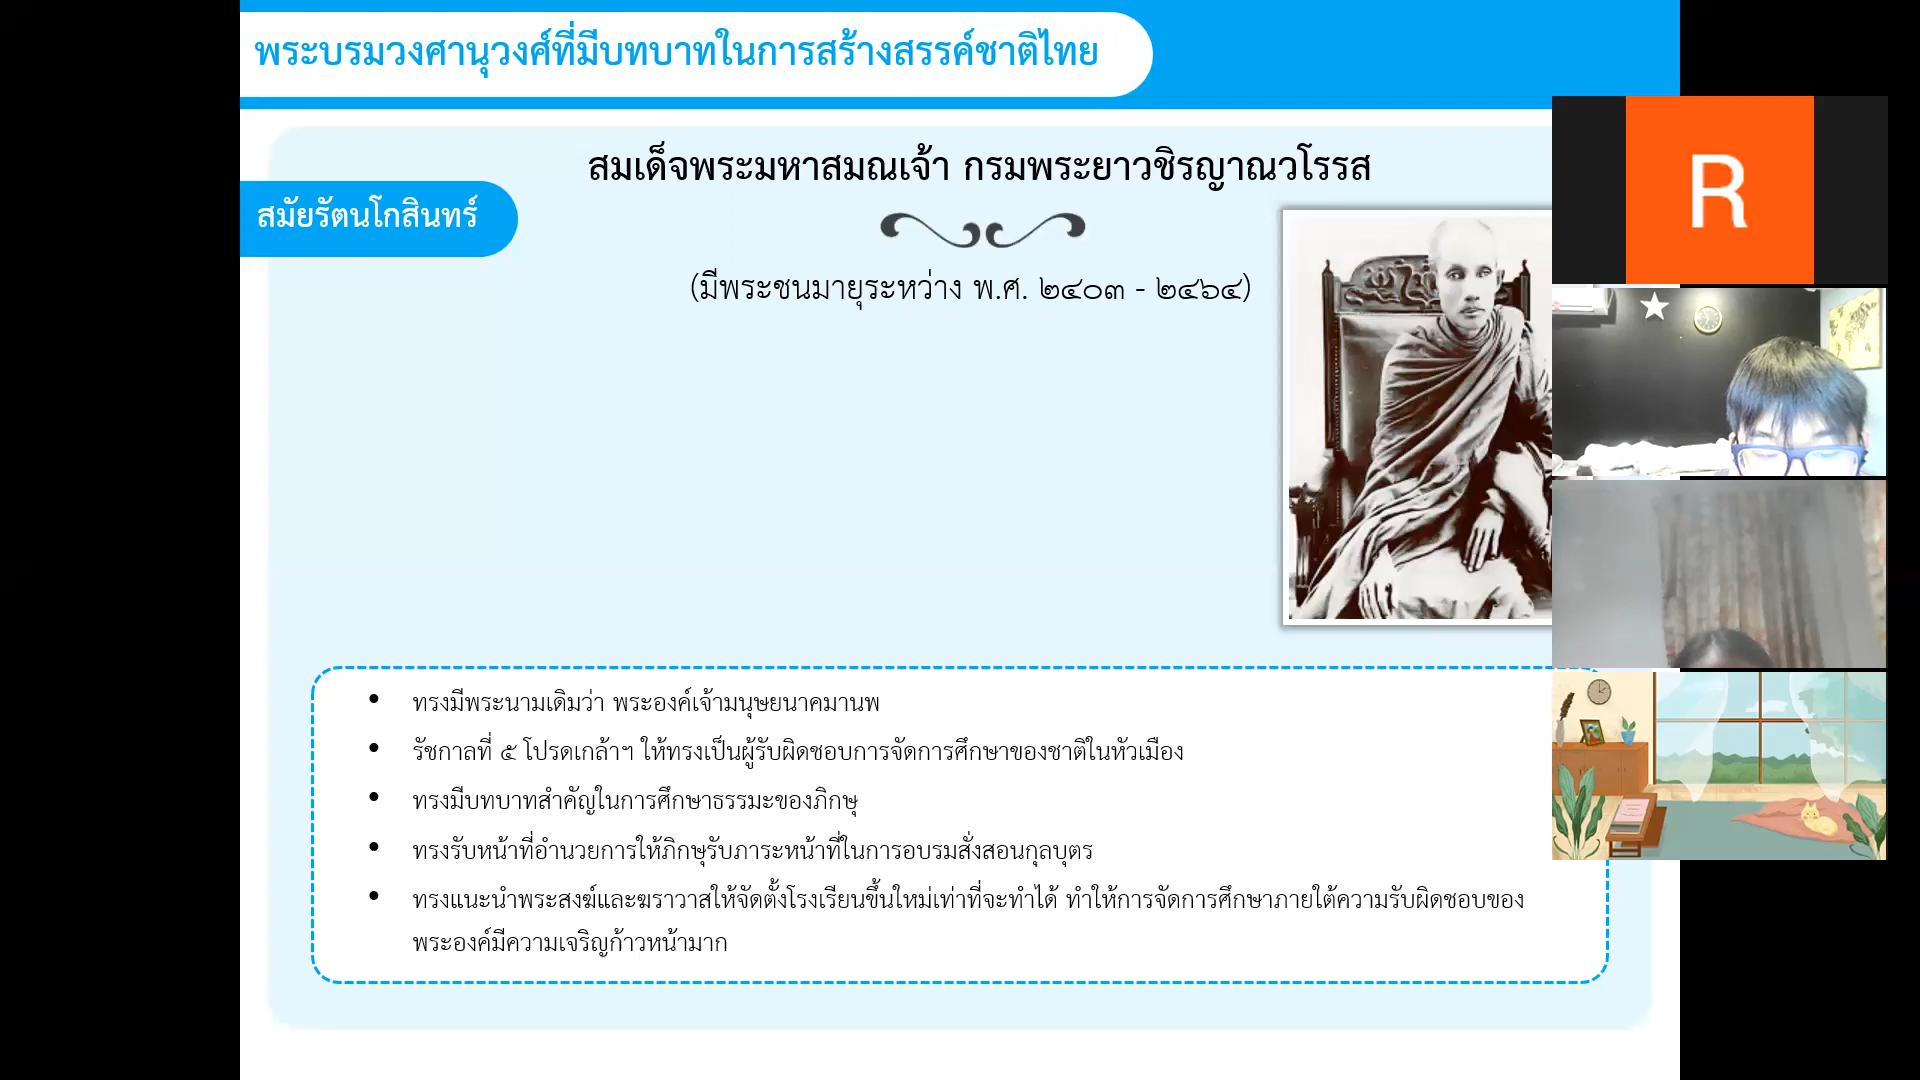 พระบรมวงศานุวงศ์ที่มีบทบาทในการสร้างสรรค์ชาติไทย
สมเด็จพระมหาสมณเจ้า กรมพระยาวชิรญาณวโรรส
สมัยรัตนโกสินทร์
(มีพระชนมายุระหว่าง พ.ศ. ๒๔๐๓ - ๒๔๖๔)
R
• ทรงมีพระนามเดิมว่า พระองค์เจ้ามนุษยนาคมานพ
• รัชกาลที่ ๕ โปรดเกล้าฯ ให้ทรงเป็นผู้รับผิดชอบการจัดการศึกษาของชาติในหัวเมือง
• ทรงมีบทบาทสำคัญในการศึกษาธรรมะของภิกษุ
• ทรงรับหน้าที่อำนวยการให้ภิกษุรับภาระหน้าที่ในการอบรมสั่งสอนกุลบุตร
• ทรงแนะนำพระสงฆ์และฆราวาสให้จัดตั้งโรงเรียนขึ้นใหม่เท่าที่จะทำได้ ทำให้การจัดการศึกษาภายใต้ความรับผิดชอบของ
พระองค์มีความเจริญก้าวหน้ามาก